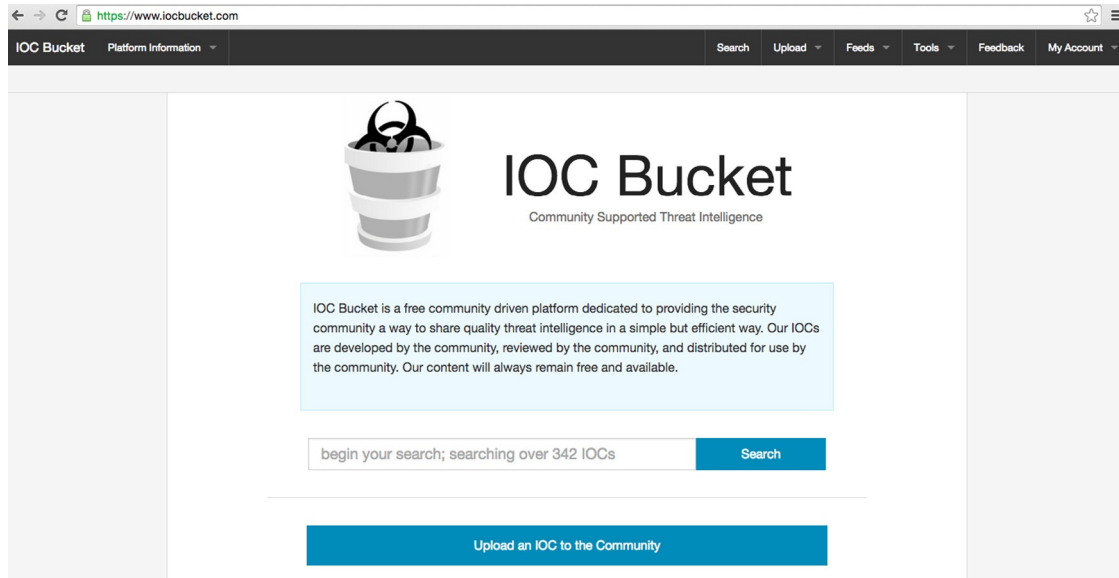 https://www.iocbucket.com
IOC Bucket Platform Information Search Upload Feeds Tools Feedback My Account
IOC Bucket
Community Supported Threat Intelligence
IOC Bucket is a free community driven platform dedicated to providing the security
community a way to share quality threat intelligence in a simple but efficient way. Our IOCs
are developed by the community, reviewed by the community, and distributed for use by
the community. Our content will always remain free and available.
begin your search; searching over 342 IOCs Search
Upload an IOC to the Community